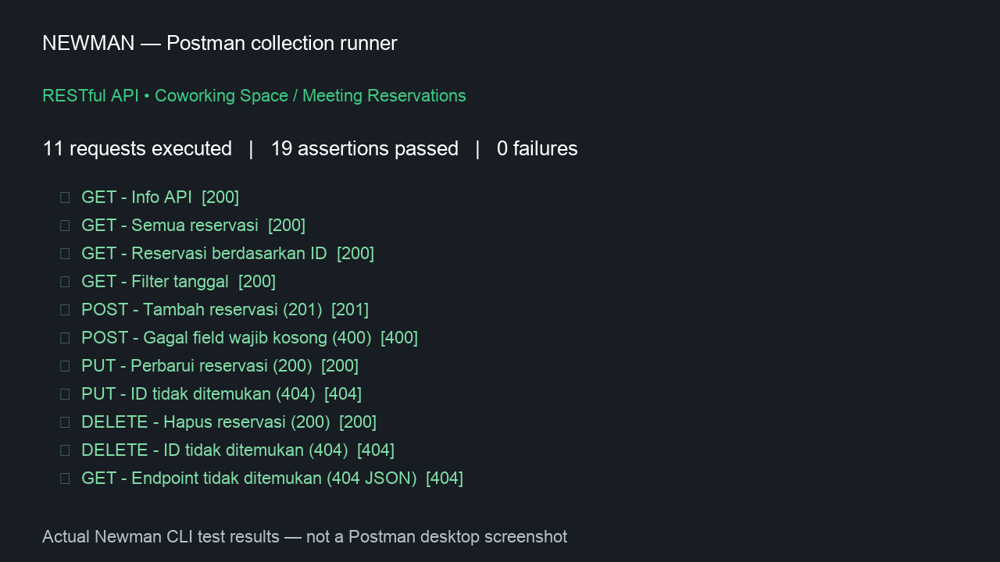 NEWMAN — Postman collection runner
RESTful API • Coworking Space / Meeting Reservations
11 requests executed | 19 assertions passed | 0 failures
□ GET - Info API [200]
□ GET - Semua reservasi [200]
□ GET - Reservasi berdasarkan ID [200]
□ GET - Filter tanggal [200]
□ POST - Tambah reservasi (201) [201]
□ POST - Gagal field wajib kosong (400) [400]
□ PUT - Perbarui reservasi (200) [200]
□ PUT - ID tidak ditemukan (404) [404]
□ DELETE - Hapus reservasi (200) [200]
□ DELETE - ID tidak ditemukan (404) [404]
□ GET - Endpoint tidak ditemukan (404 JSON) [404]
Actual Newman CLI test results — not a Postman desktop screenshot